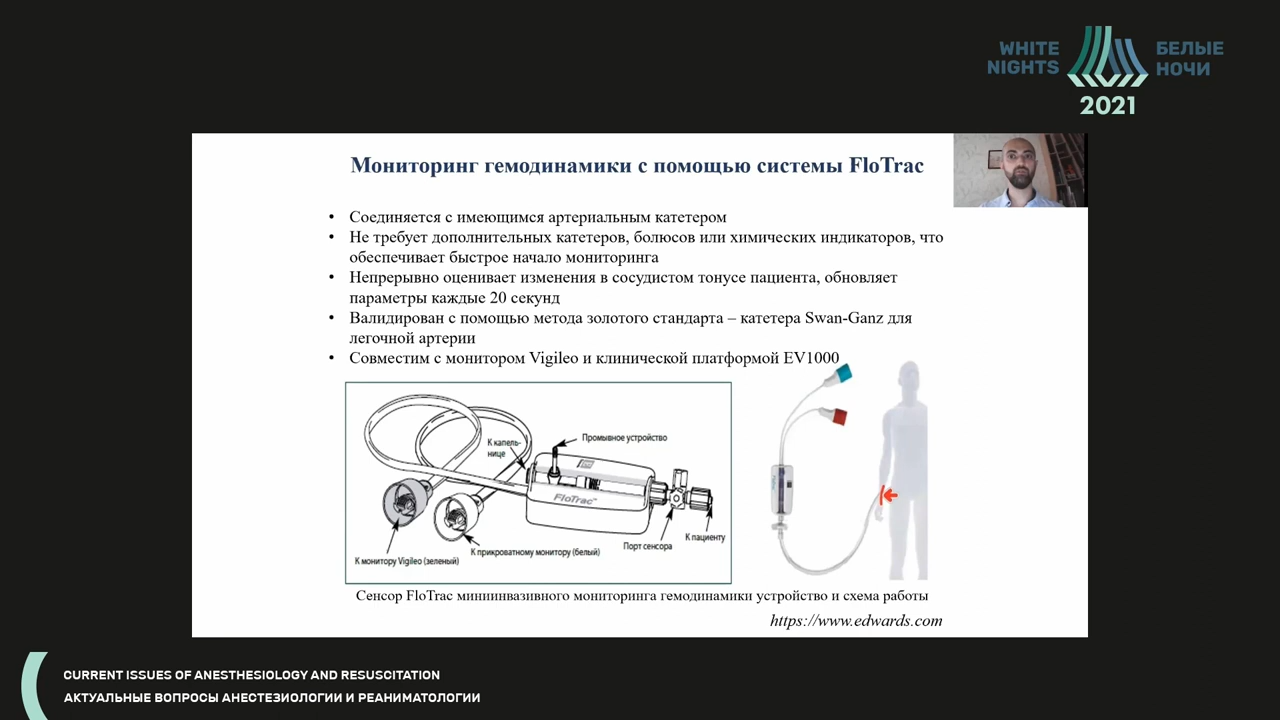 WHITE
NIGHTS
БЕЛЫЕ
НОЧИ
2021
Мониторинг гемодинамики с помощью системы FloTrac
• Соединяется с имеющимся артериальным катетером
• Не требует дополнительных катетеров, болюсов или химических индикаторов, что
обеспечивает быстрое начало мониторинга
• Непрерывно оценивает изменения в сосудистом тонусе пациента, обновляет
параметры каждые 20 секунд
• Валидирован с помощью метода золотого стандарта – катетера Swan-Ganz для
легочной артерии
• Совместим с монитором Vigileo и клинической платформой EV1000
Промывное устройство
К капель-
нице
FloTrac™
К пациенту
Порт сенсора
К прикроватному монитору (белый)
К монитору Vigileo (зеленый)
Сенсор FloTrac миниинвазивного мониторинга гемодинамики устройство и схема работы
https://www.edwards.com
CURRENT ISSUES OF ANESTHESIOLOGY AND RESUSCITATION
АКТУАЛЬНЫЕ ВОПРОСЫ АНЕСТЕЗИОЛОГИИ И РЕАНИМАТОЛОГИИ